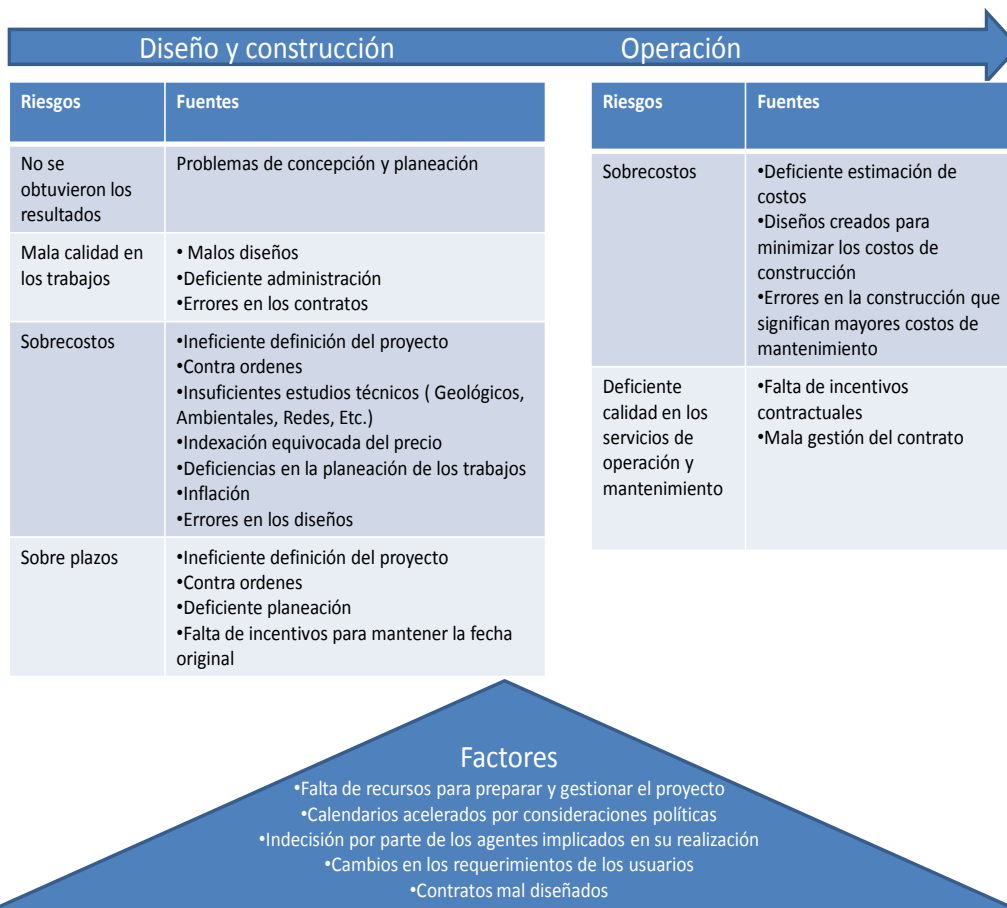 Diseño y construcción
Operación
Riesgos
Fuentes
No se
obtuvieron los
resultados
Problemas de concepción y planeación
Mala calidad en
los trabajos
• Malos diseños
•Deficiente administración
•Errores en los contratos
Sobrecostos
•Ineficiente definición del proyecto
•Contra ordenes
•Insuficientes estudios técnicos ( Geológicos,
Ambientales, Redes, Etc.)
•Indexación equivocada del precio
•Deficiencias en la planeación de los trabajos
•Inflación
•Errores en los diseños
Sobre plazos
•Ineficiente definición del proyecto
•Contra ordenes
•Deficiente planeación
•Falta de incentivos para mantener la fecha
original
Riesgos
Fuentes
Sobrecostos
•Deficiente estimación de
costos
•Diseños creados para
minimizar los costos de
construcción
•Errores en la construcción que
significan mayores costos de
mantenimiento
Deficiente
calidad en los
servicios de
operación y
mantenimiento
•Falta de incentivos
contractuales
•Mala gestión del contrato
Factores
•Falta de recursos para preparar y gestionar el proyecto
•Calendarios acelerados por consideraciones políticas
•Indecisión por parte de los agentes implicados en su realización
•Cambios en los requerimientos de los usuarios
•Contratos mal diseñados